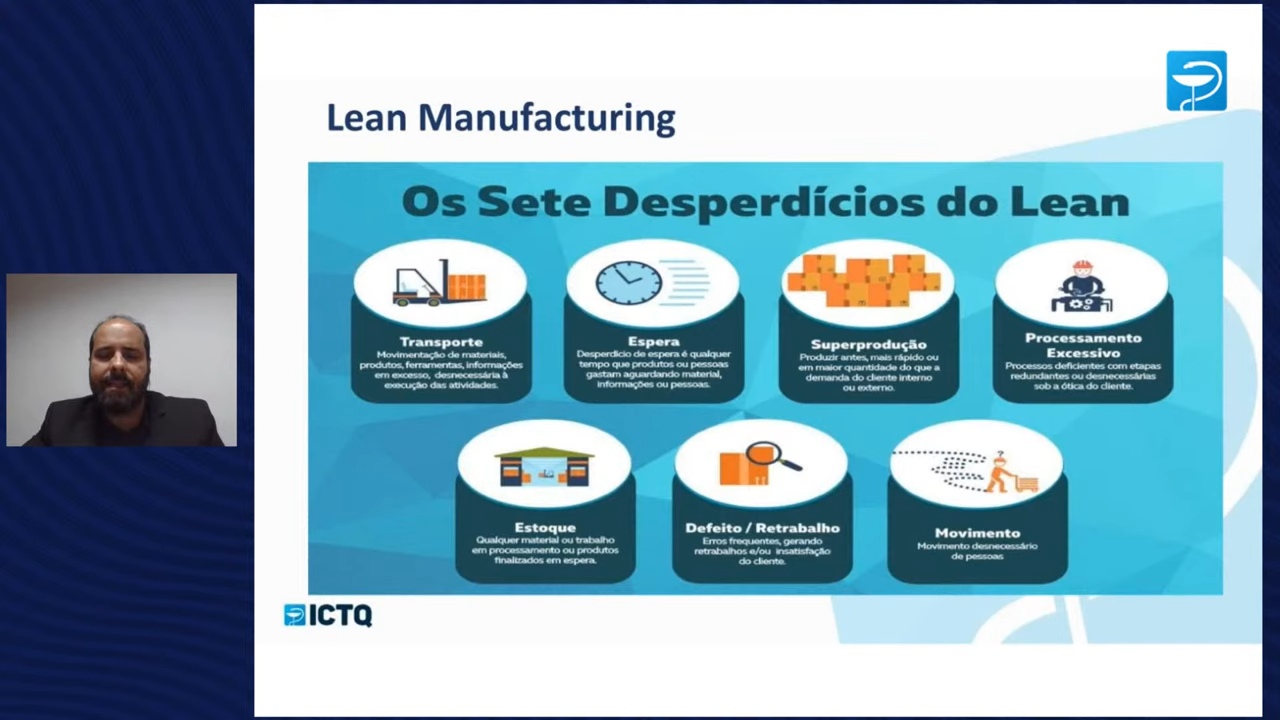 Lean Manufacturing
Os Sete Desperdícios do Lean
Transporte
Movimentação de materiais,
produtos, ferramentas, informações
em excesso, desnecessária à
execução das atividades.
Espera
Desperdício de espera é qualquer
tempo que produtos ou pessoas
gastam aguardando material,
informações ou pessoas.
Superprodução
Produzir antes, mais rápido ou
em maior quantidade do que a
demanda do cliente interno
ou externo.
Processamento
Excessivo
Processos deficientes com etapas
redundantes ou desnecessárias
sob a ótica do cliente.
Estoque
Qualquer material ou trabalho
em processamento ou produtos
finalizados em espera.
Defeito / Retrabalho
Erros frequentes, gerando
retrabalhos e/ou insatisfação
do cliente.
?
Movimento
Movimento desnecessário
de pessoas
ICTQ